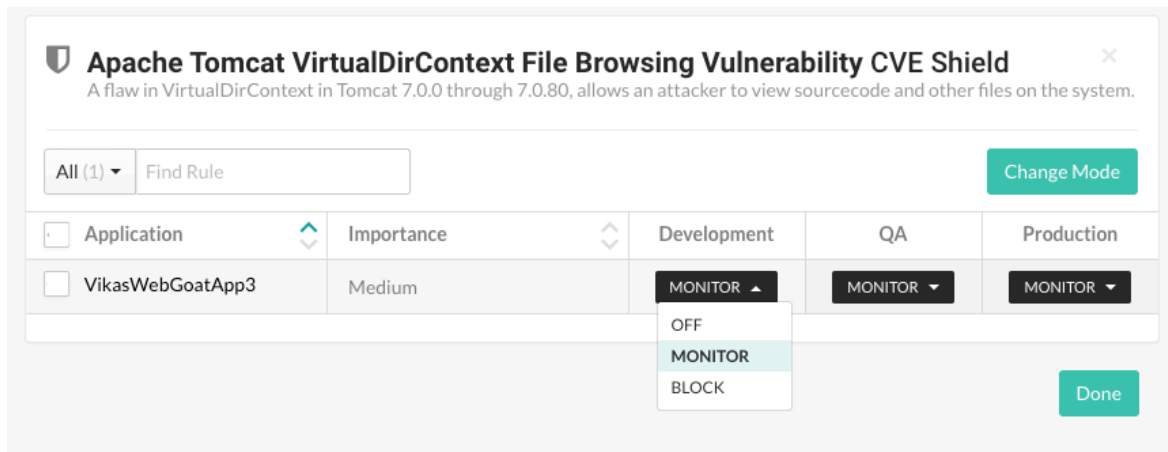 Apache Tomcat VirtualDirContext File Browsing Vulnerability CVE Shield
A flaw in VirtualDirContext in Tomcat 7.0.0 through 7.0.80, allows an attacker to view sourcecode and other files on the system.
All (1) Find Rule Change Mode
Application Importance Development QA Production
VikasWebGoatApp3 Medium MONITOR MONITOR MONITOR
OFF
MONITOR
BLOCK
Done